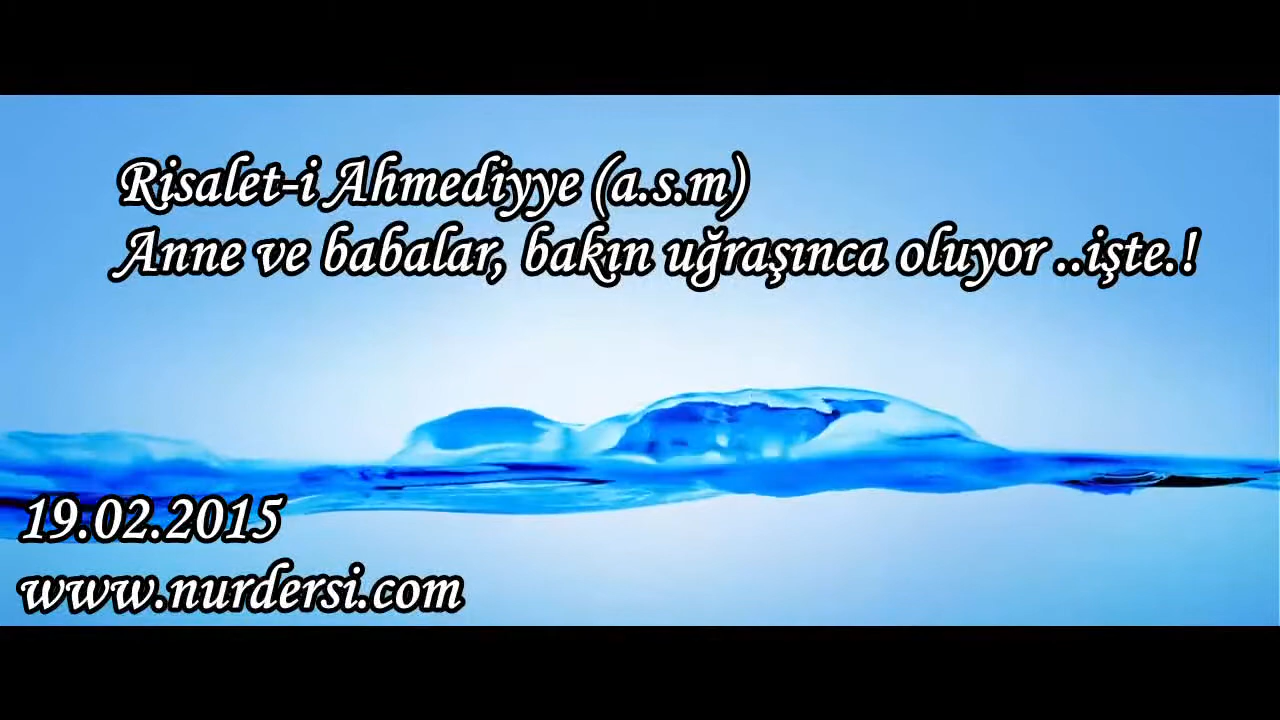 Risalet-i Ahmediyye (a.s.m)
Anne ve babalar, bakın uğraşınca oluyor ..işte.!
19.02.2015
www.nurdersi.com